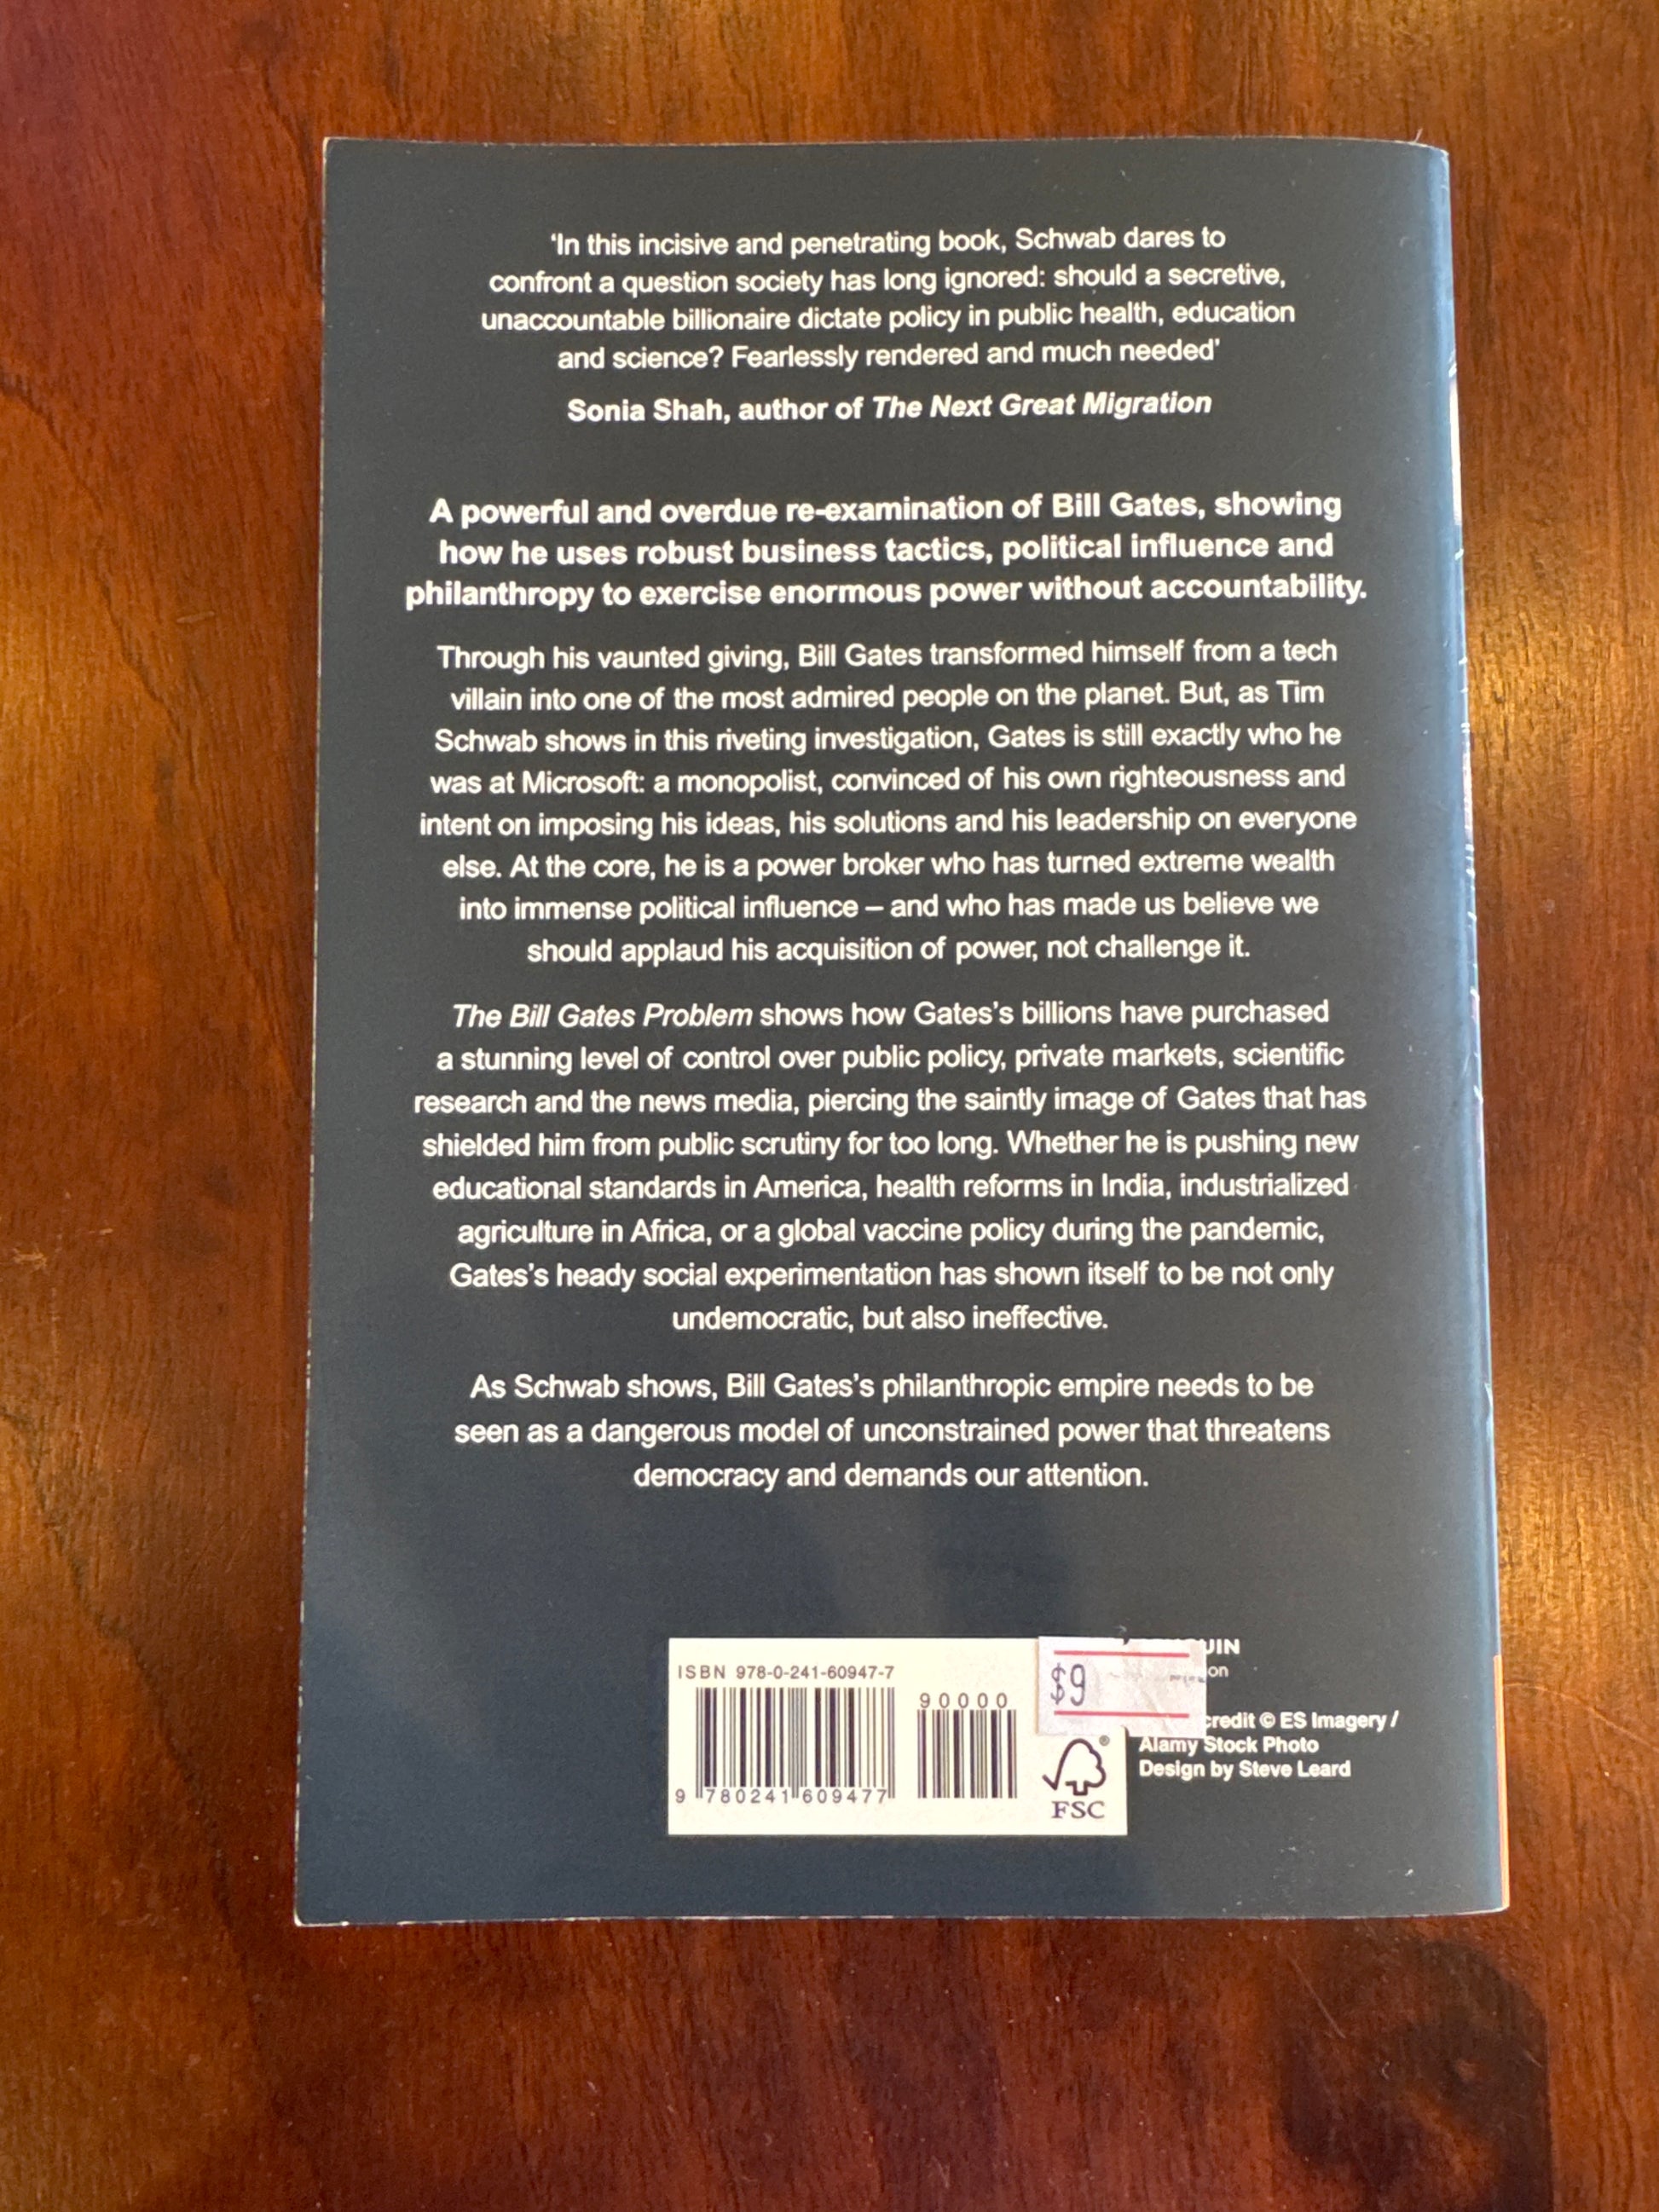 ‘In this incisive and penetrating book, Schwab dares to
confront a question society has long ignored: should a secretive,
unaccountable billionaire dictate policy in public health, education
and science? Fearlessly rendered and much needed’
Sonia Shah, author of The Next Great Migration
A powerful and overdue re-examination of Bill Gates, showing
how he uses robust business tactics, political influence and
philanthropy to exercise enormous power without accountability.
Through his vaunted giving, Bill Gates transformed himself from a tech
villain into one of the most admired people on the planet. But, as Tim
Schwab shows in this riveting investigation, Gates is still exactly who he
was at Microsoft: a monopolist, convinced of his own righteousness and
intent on imposing his ideas, his solutions and his leadership on everyone
else. At the core, he is a power broker who has turned extreme wealth
into immense political influence – and who has made us believe we
should applaud his acquisition of power, not challenge it.
The Bill Gates Problem shows how Gates’s billions have purchased
a stunning level of control over public policy, private markets, scientific
research and the news media, piercing the saintly image of Gates that has
shielded him from public scrutiny for too long. Whether he is pushing new
educational standards in America, health reforms in India, industrialized
agriculture in Africa, or a global vaccine policy during the pandemic,
Gates’s heady social experimentation has shown itself to be not only
undemocratic, but also ineffective.
As Schwab shows, Bill Gates’s philanthropic empire needs to be
seen as a dangerous model of unconstrained power that threatens
democracy and demands our attention.
ISBN 978-0-241-60947-7
90000
9 780241 609477
$9
FSC
credit © ES Imagery /
Alamy Stock Photo
Design by Steve Leard